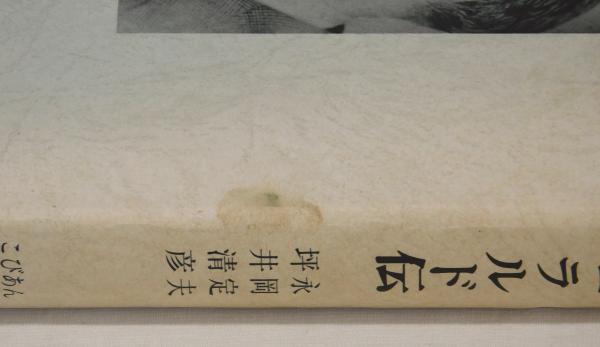 ラルド伝
永岡定夫
坪井清彦
こびあん